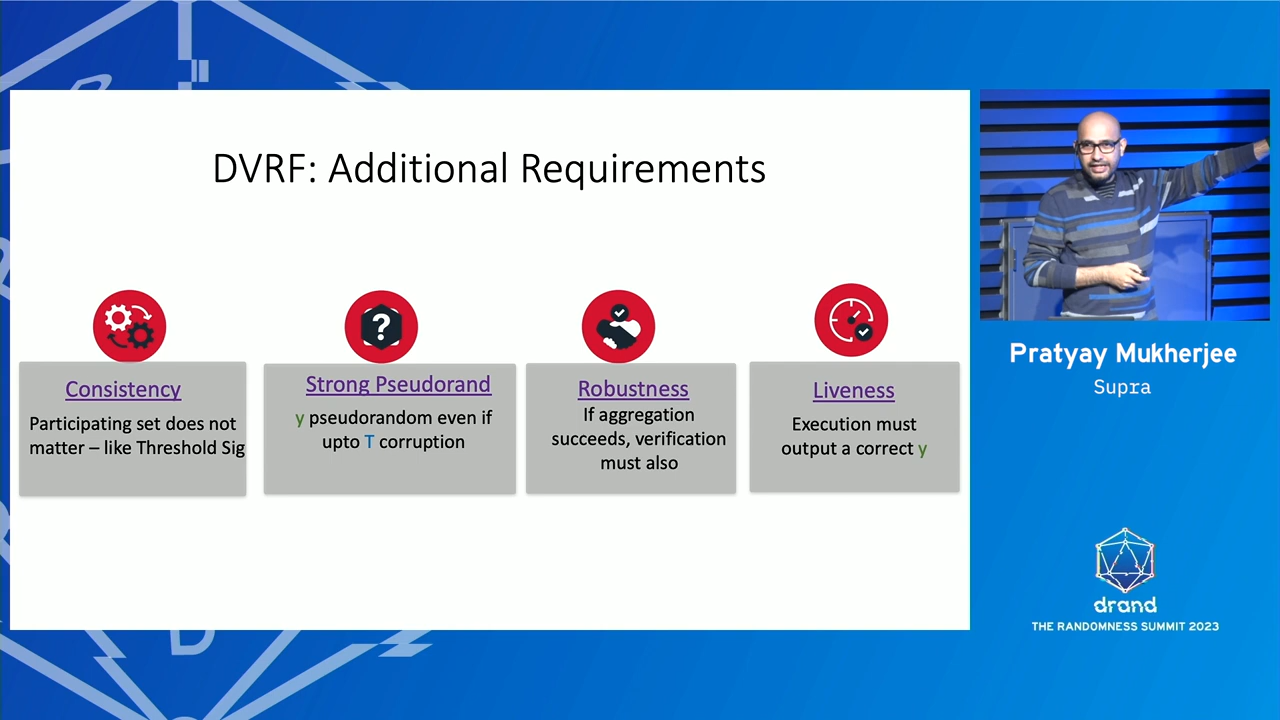 DVRF: Additional Requirements
Consistency
Participating set does not
matter – like Threshold Sig
Strong Pseudorand
y pseudorandom even if
upto T corruption
Robustness
If aggregation
succeeds, verification
must also
Liveness
Execution must
output a correct y
Pratyay Mukherjee
Supra
drand
THE RANDOMNESS SUMMIT 2023